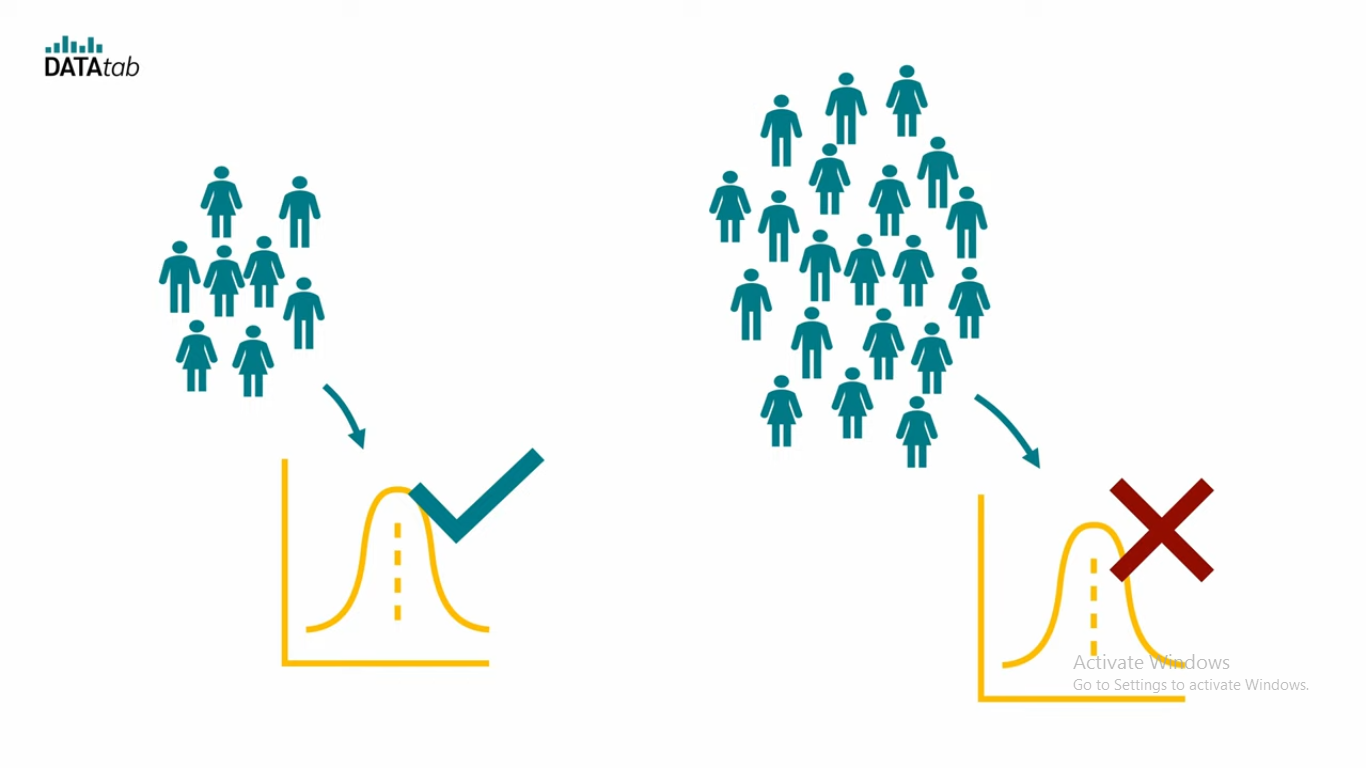 DATAtab
Activate Windows
Go to Settings to activate Windows.